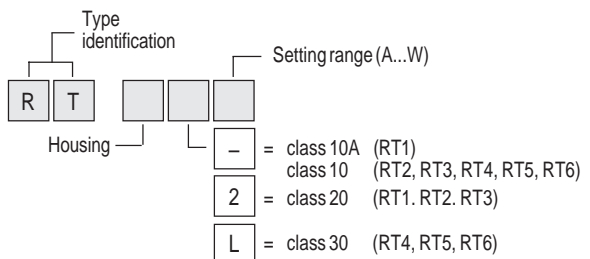 Type
identification
Setting range (A...W)
R T
Housing
– = class 10A (RT1)
class 10 (RT2, RT3, RT4, RT5, RT6)
2 = class 20 (RT1. RT2. RT3)
L = class 30 (RT4, RT5, RT6)